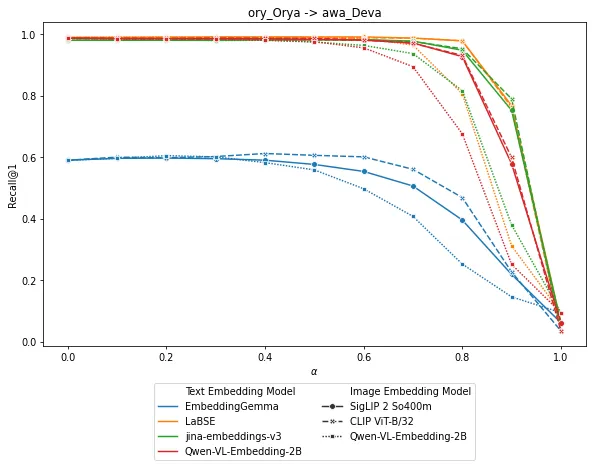 ory_Orya -> awa_Deva
Recall@1
1.0
0.8
0.6
0.4
0.2
0.0
0.0 0.2 0.4 0.6 0.8 1.0
α
Text Embedding Model Image Embedding Model
EmbeddingGemma SigLIP 2 So400m
LaBSE CLIP ViT-B/32
jina-embeddings-v3 Qwen-VL-Embedding-2B
Qwen-VL-Embedding-2B